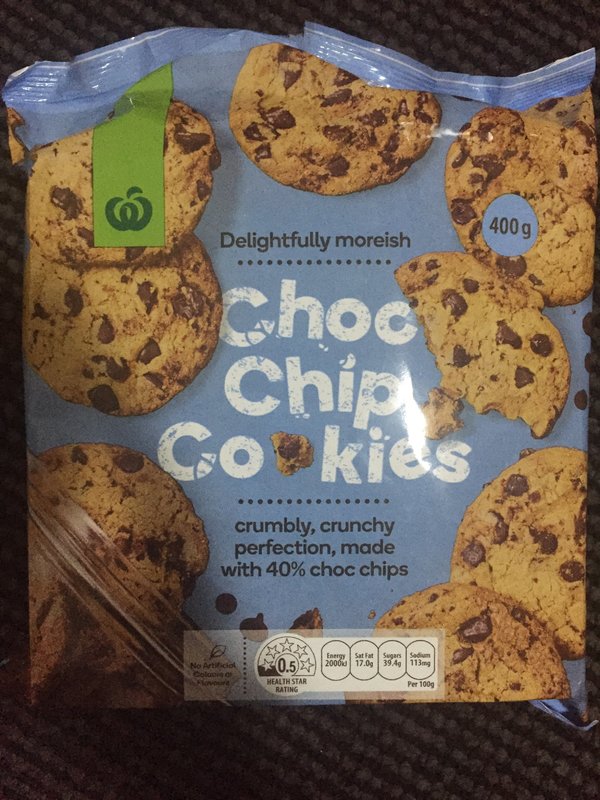 400g
Delightfully moreish
Choc
Chip
Cookies
crumbly, crunchy
perfection, made
with 40% choc chips
No Artificial
Colours or
Flavours
0.5
HEALTH STAR
RATING
Energy
2000kJ
Sat Fat
17.0g
Sugars
39.4g
Sodium
113mg
Per 100g